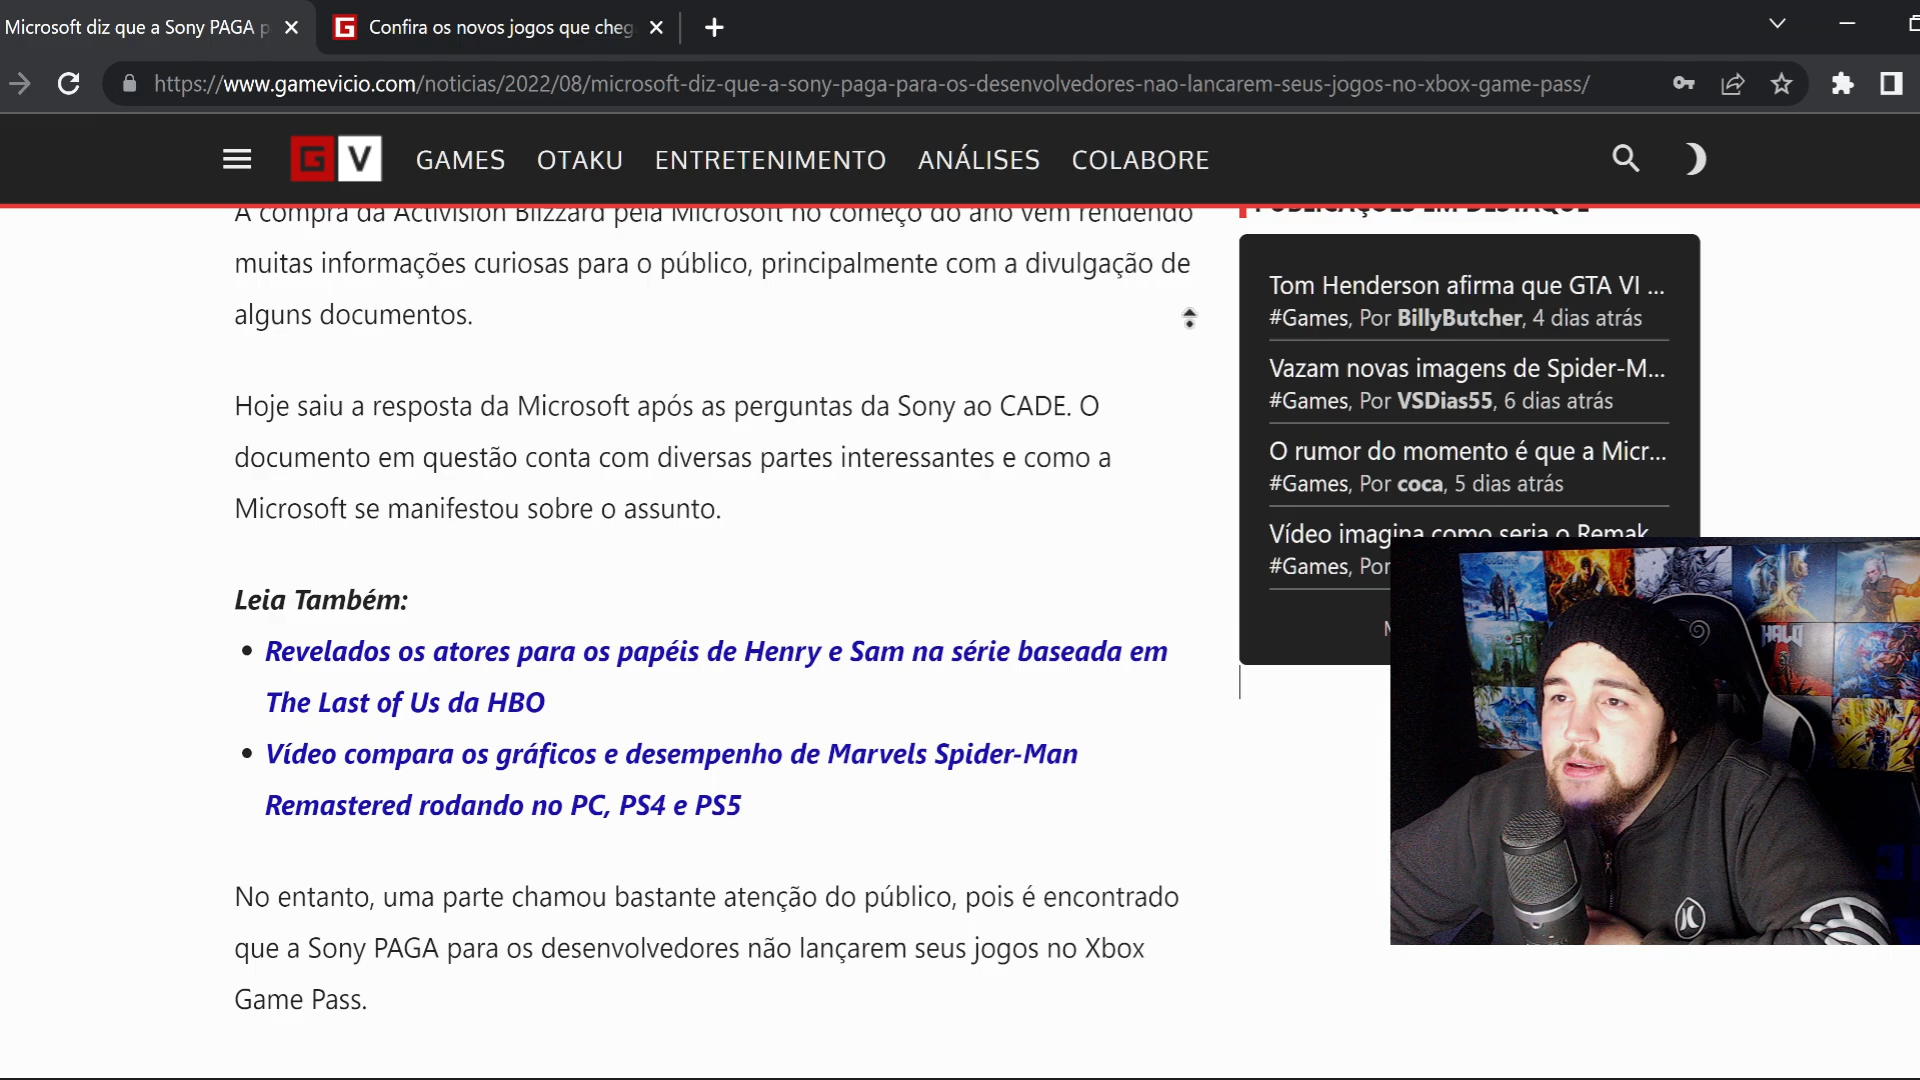 Microsoft diz que a Sony PAGA p
Confira os novos jogos que cheg
https://www.gamevicio.com/noticias/2022/08/microsoft-diz-que-a-sony-paga-para-os-desenvolvedores-nao-lancarem-seus-jogos-no-xbox-game-pass/
G V GAMES OTAKU ENTRETENIMENTO ANÁLISES COLABORE
A compra da Activision Blizzard pela Microsoft no começo do ano vem rendendo
muitas informações curiosas para o público, principalmente com a divulgação de
alguns documentos.
Hoje saiu a resposta da Microsoft após as perguntas da Sony ao CADE. O
documento em questão conta com diversas partes interessantes e como a
Microsoft se manifestou sobre o assunto.
Leia Também:
• Revelados os atores para os papéis de Henry e Sam na série baseada em
The Last of Us da HBO
• Vídeo compara os gráficos e desempenho de Marvels Spider-Man
Remastered rodando no PC, PS4 e PS5
No entanto, uma parte chamou bastante atenção do público, pois é encontrado
que a Sony PAGA para os desenvolvedores não lançarem seus jogos no Xbox
Game Pass.
PUBLICAÇÕES EM DESTAQUE
Tom Henderson afirma que GTA VI ...
#Games, Por BillyButcher, 4 dias atrás
Vazam novas imagens de Spider-M...
#Games, Por VSDias55, 6 dias atrás
O rumor do momento é que a Micr...
#Games, Por coca, 5 dias atrás
Vídeo imagina como seria o Remak
#Games, Por
HALO